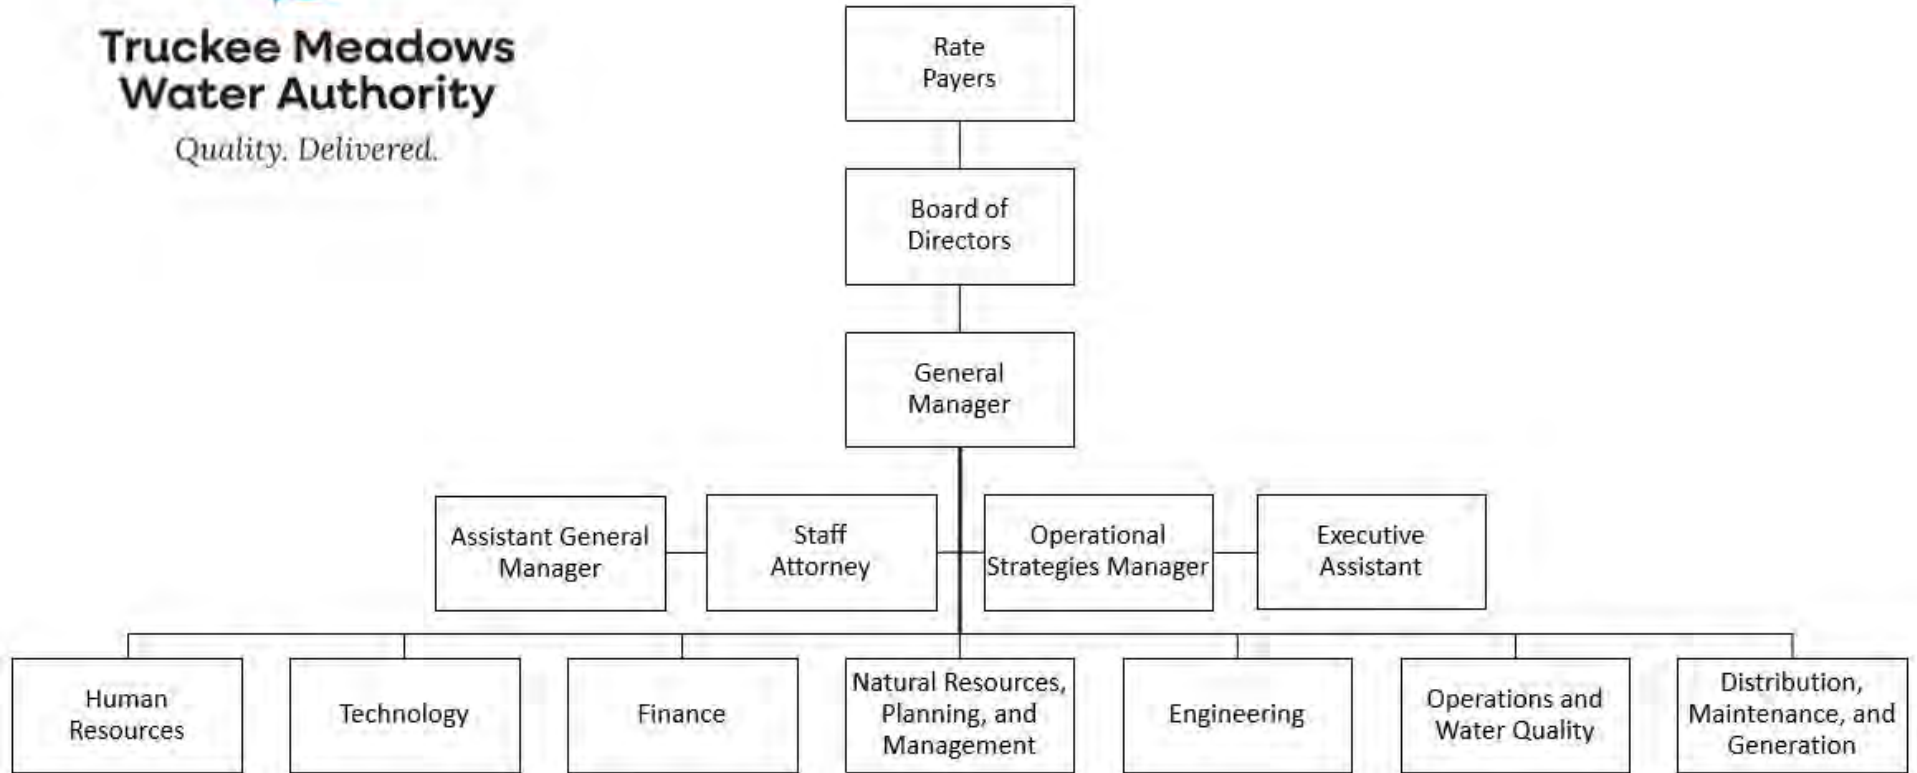 Truckee Meadows
Water Authority
Quality. Delivered.
Rate
Payers
Board of
Directors
General
Manager
Assistant General
Manager
Staff
Attorney
Operational
Strategies Manager
Executive
Assistant
Human
Resources
Technology
Finance
Natural Resources,
Planning, and
Management
Engineering
Operations and
Water Quality
Distribution,
Maintenance, and
Generation